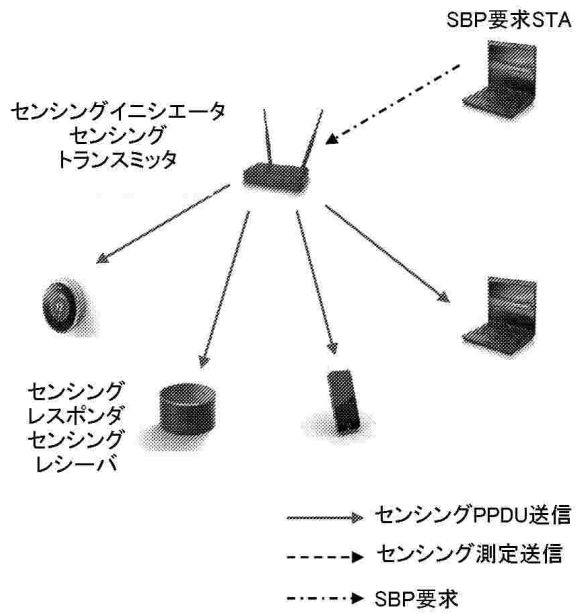 SBP要求STA
センシングイニシエータ
センシング
トランスミッタ
センシング
レスポンダ
センシング
レシーバ
センシングPPDU送信
センシング測定送信
SBP要求